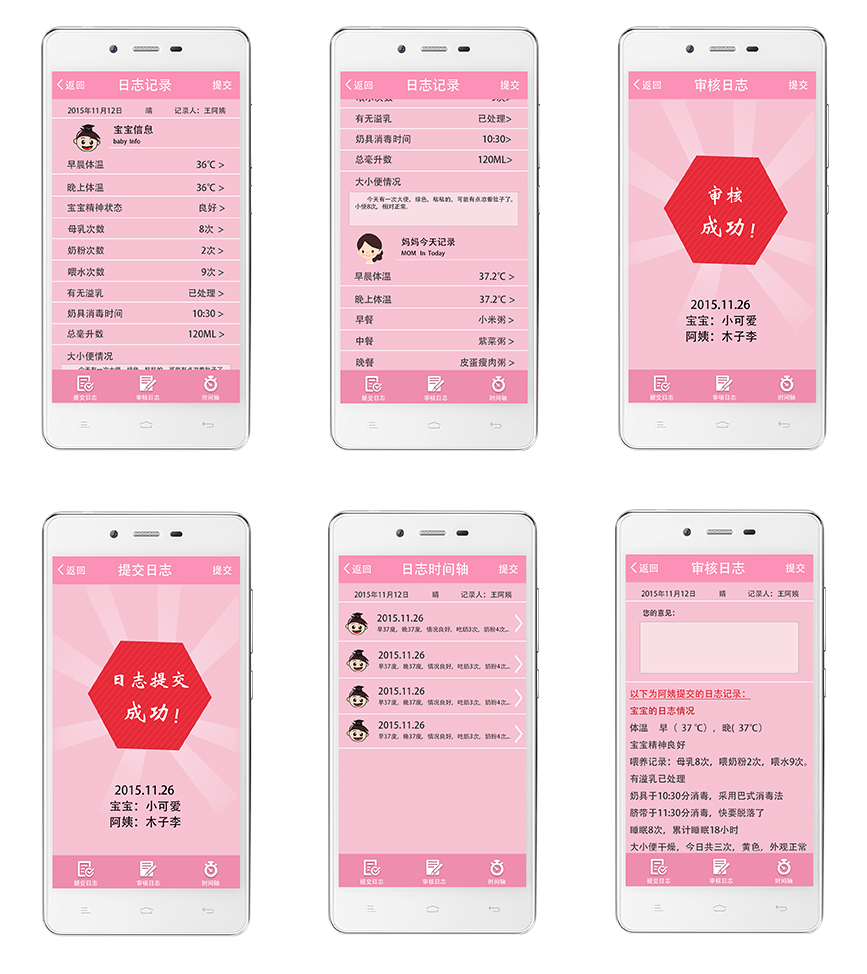 返回 日志记录 提交
2015年11月12日 晴 记录人：王阿姨
宝宝信息
baby Info
早晨体温 36℃ >
晚上体温 36℃ >
宝宝精神状态 良好 >
母乳次数 8次 >
奶粉次数 2次 >
喂水次数 9次 >
有无溢乳 已处理 >
奶具消毒时间 10:30 >
总毫升数 120ML >
大小便情况
今天有一次大便，绿色，粘粘的，可能有点凉着肚子了
提交日志 审核日志 时间轴
返回 日志记录 提交
喂水次数 9次>
有无溢乳 已处理>
奶具消毒时间 10:30>
总毫升数 120ML>
大小便情况
今天有一次大便，绿色，粘粘的，可能有点凉着肚子了，
小便8次，相对正常.
妈妈今天记录
MOM In Today
早晨体温 37.2℃ >
晚上体温 37.2℃ >
早餐 小米粥 >
中餐 紫菜粥 >
晚餐 皮蛋瘦肉粥 >
提交日志 审核日志 时间轴
返回 审核日志 提交
审核
成功！
2015.11.26
宝宝：小可爱
阿姨：木子李
提交日志 审核日志 时间轴
返回 提交日志 提交
日志提交
成功！
2015.11.26
宝宝：小可爱
阿姨：木子李
提交日志 审核日志 时间轴
返回 日志时间轴 提交
2015年11月12日 晴 记录人：王阿姨
2015.11.26
早37度，晚37度，情况良好，吃奶3次，奶粉4次...
2015.11.26
早37度，晚37度，情况良好，吃奶3次，奶粉4次...
2015.11.26
早37度，晚37度，情况良好，吃奶3次，奶粉4次...
2015.11.26
早37度，晚37度，情况良好，吃奶3次，奶粉4次...
提交日志 审核日志 时间轴
返回 审核日志 提交
2015年11月12日 晴 记录人：王阿姨
您的意见：
以下为阿姨提交的日志记录：
宝宝的日志情况
体温 早（ 37 ℃），晚( 37℃)
宝宝精神良好
喂养记录：母乳8次，喂奶粉2次，喂水9次。
有溢乳已处理
奶具于10:30分消毒，采用巴式消毒法
脐带于11:30分消毒，快要脱落了
睡眠8次，累计睡眠18小时
大小便干燥，今日共三次，黄色，外观正常
提交日志 审核日志 时间轴